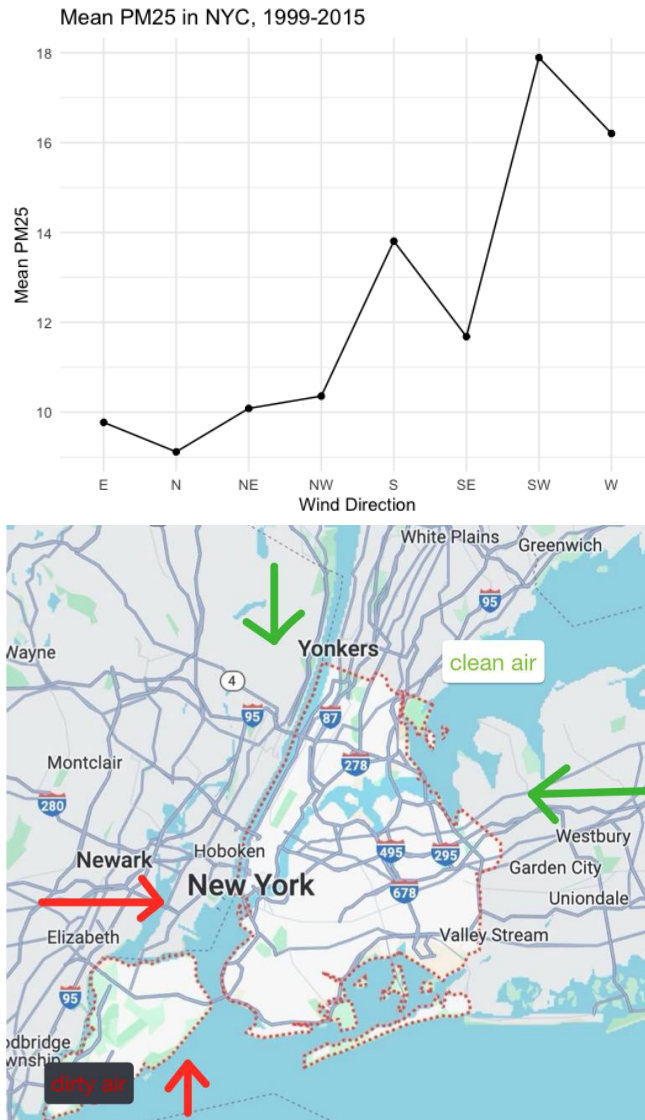 Mean PM25 in NYC, 1999-2015
18
16
14
12
10
Mean PM25
E N NE NW S SE SW W
Wind Direction
White Plains
Greenwich
95
Wayne
Yonkers
clean air
4
95
87
Montclair
278
280
Hoboken
495
295
Westbury
Newark
New York
678
Garden City
Uniondale
Elizabeth
Valley Stream
95
odbridge
wnship
dirty air